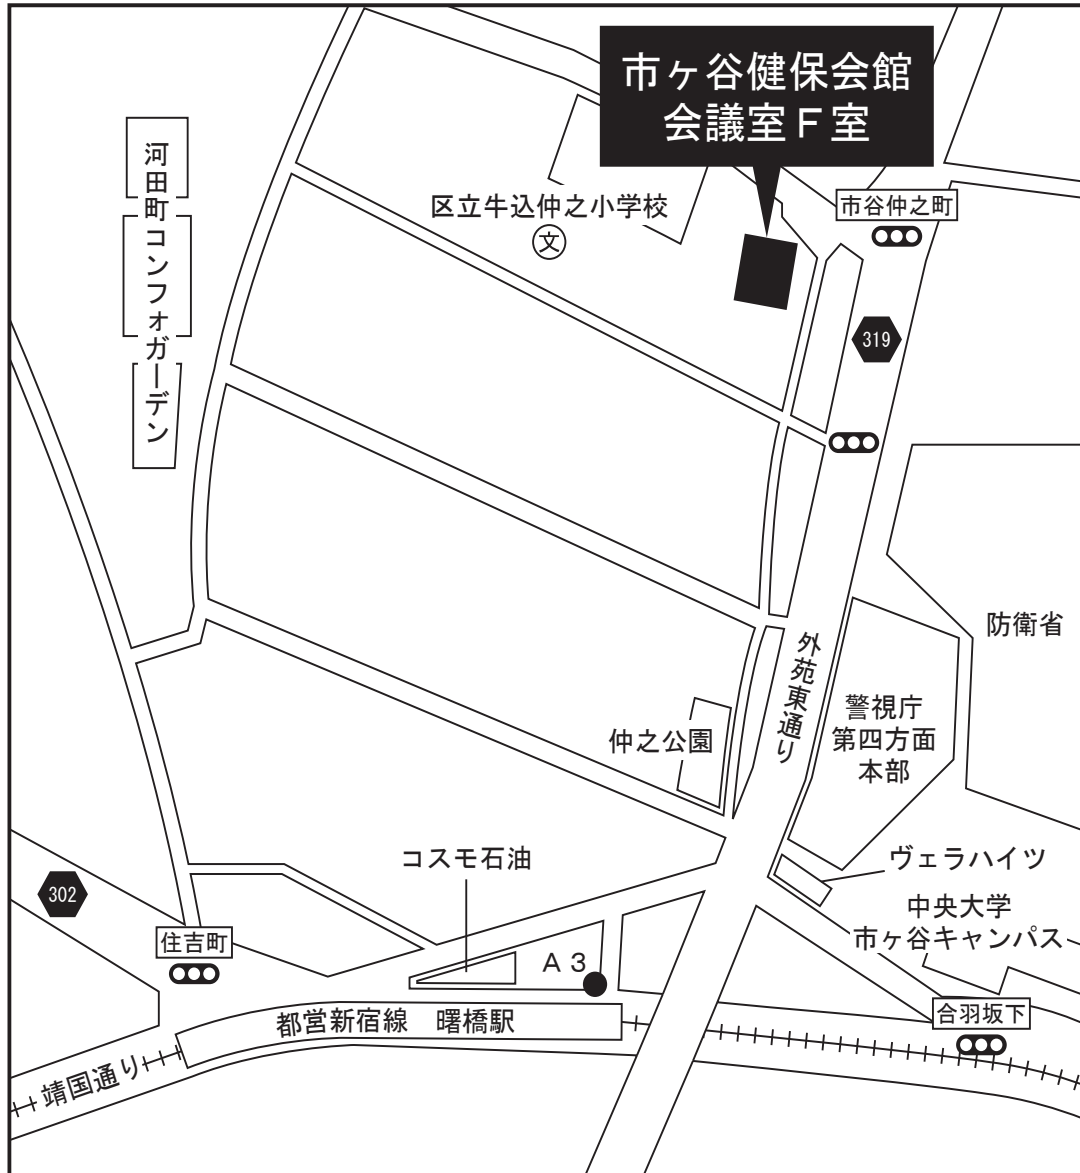 市ヶ谷健保会館
会議室Ｆ室
河田町コンフォガーデン
区立牛込仲之小学校
文
市谷仲之町
319
防衛省
外苑東通り
警視庁
第四方面
本部
仲之公園
コスモ石油
ヴェラハイツ
302
中央大学
市ヶ谷キャンパス
住吉町
Ａ３
合羽坂下
都営新宿線　曙橋駅
靖国通り